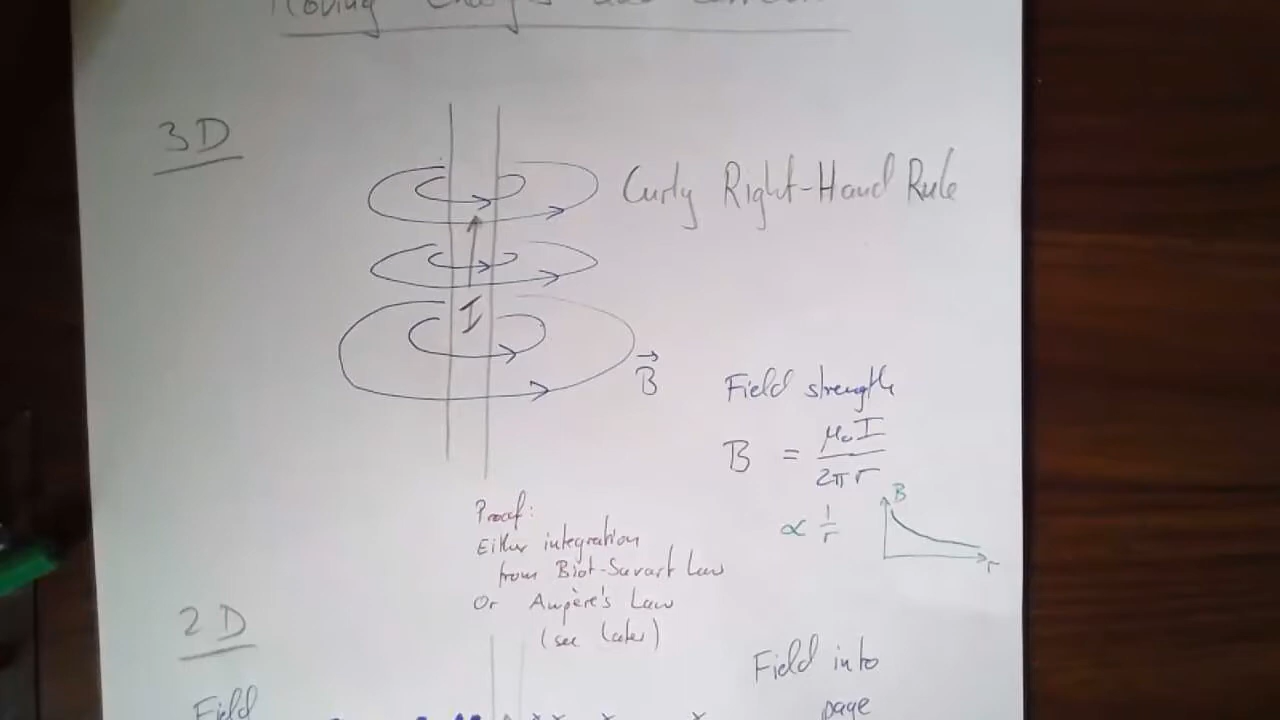 3D
Curly Right-Hand Rule
I
B
Field strength
B = μ₀I / 2πr
∝ 1/r
B
r
Proof:
Either integration
from Biot-Savart Law
Or Ampère's Law
(see later)
2D
Field into
page
Field